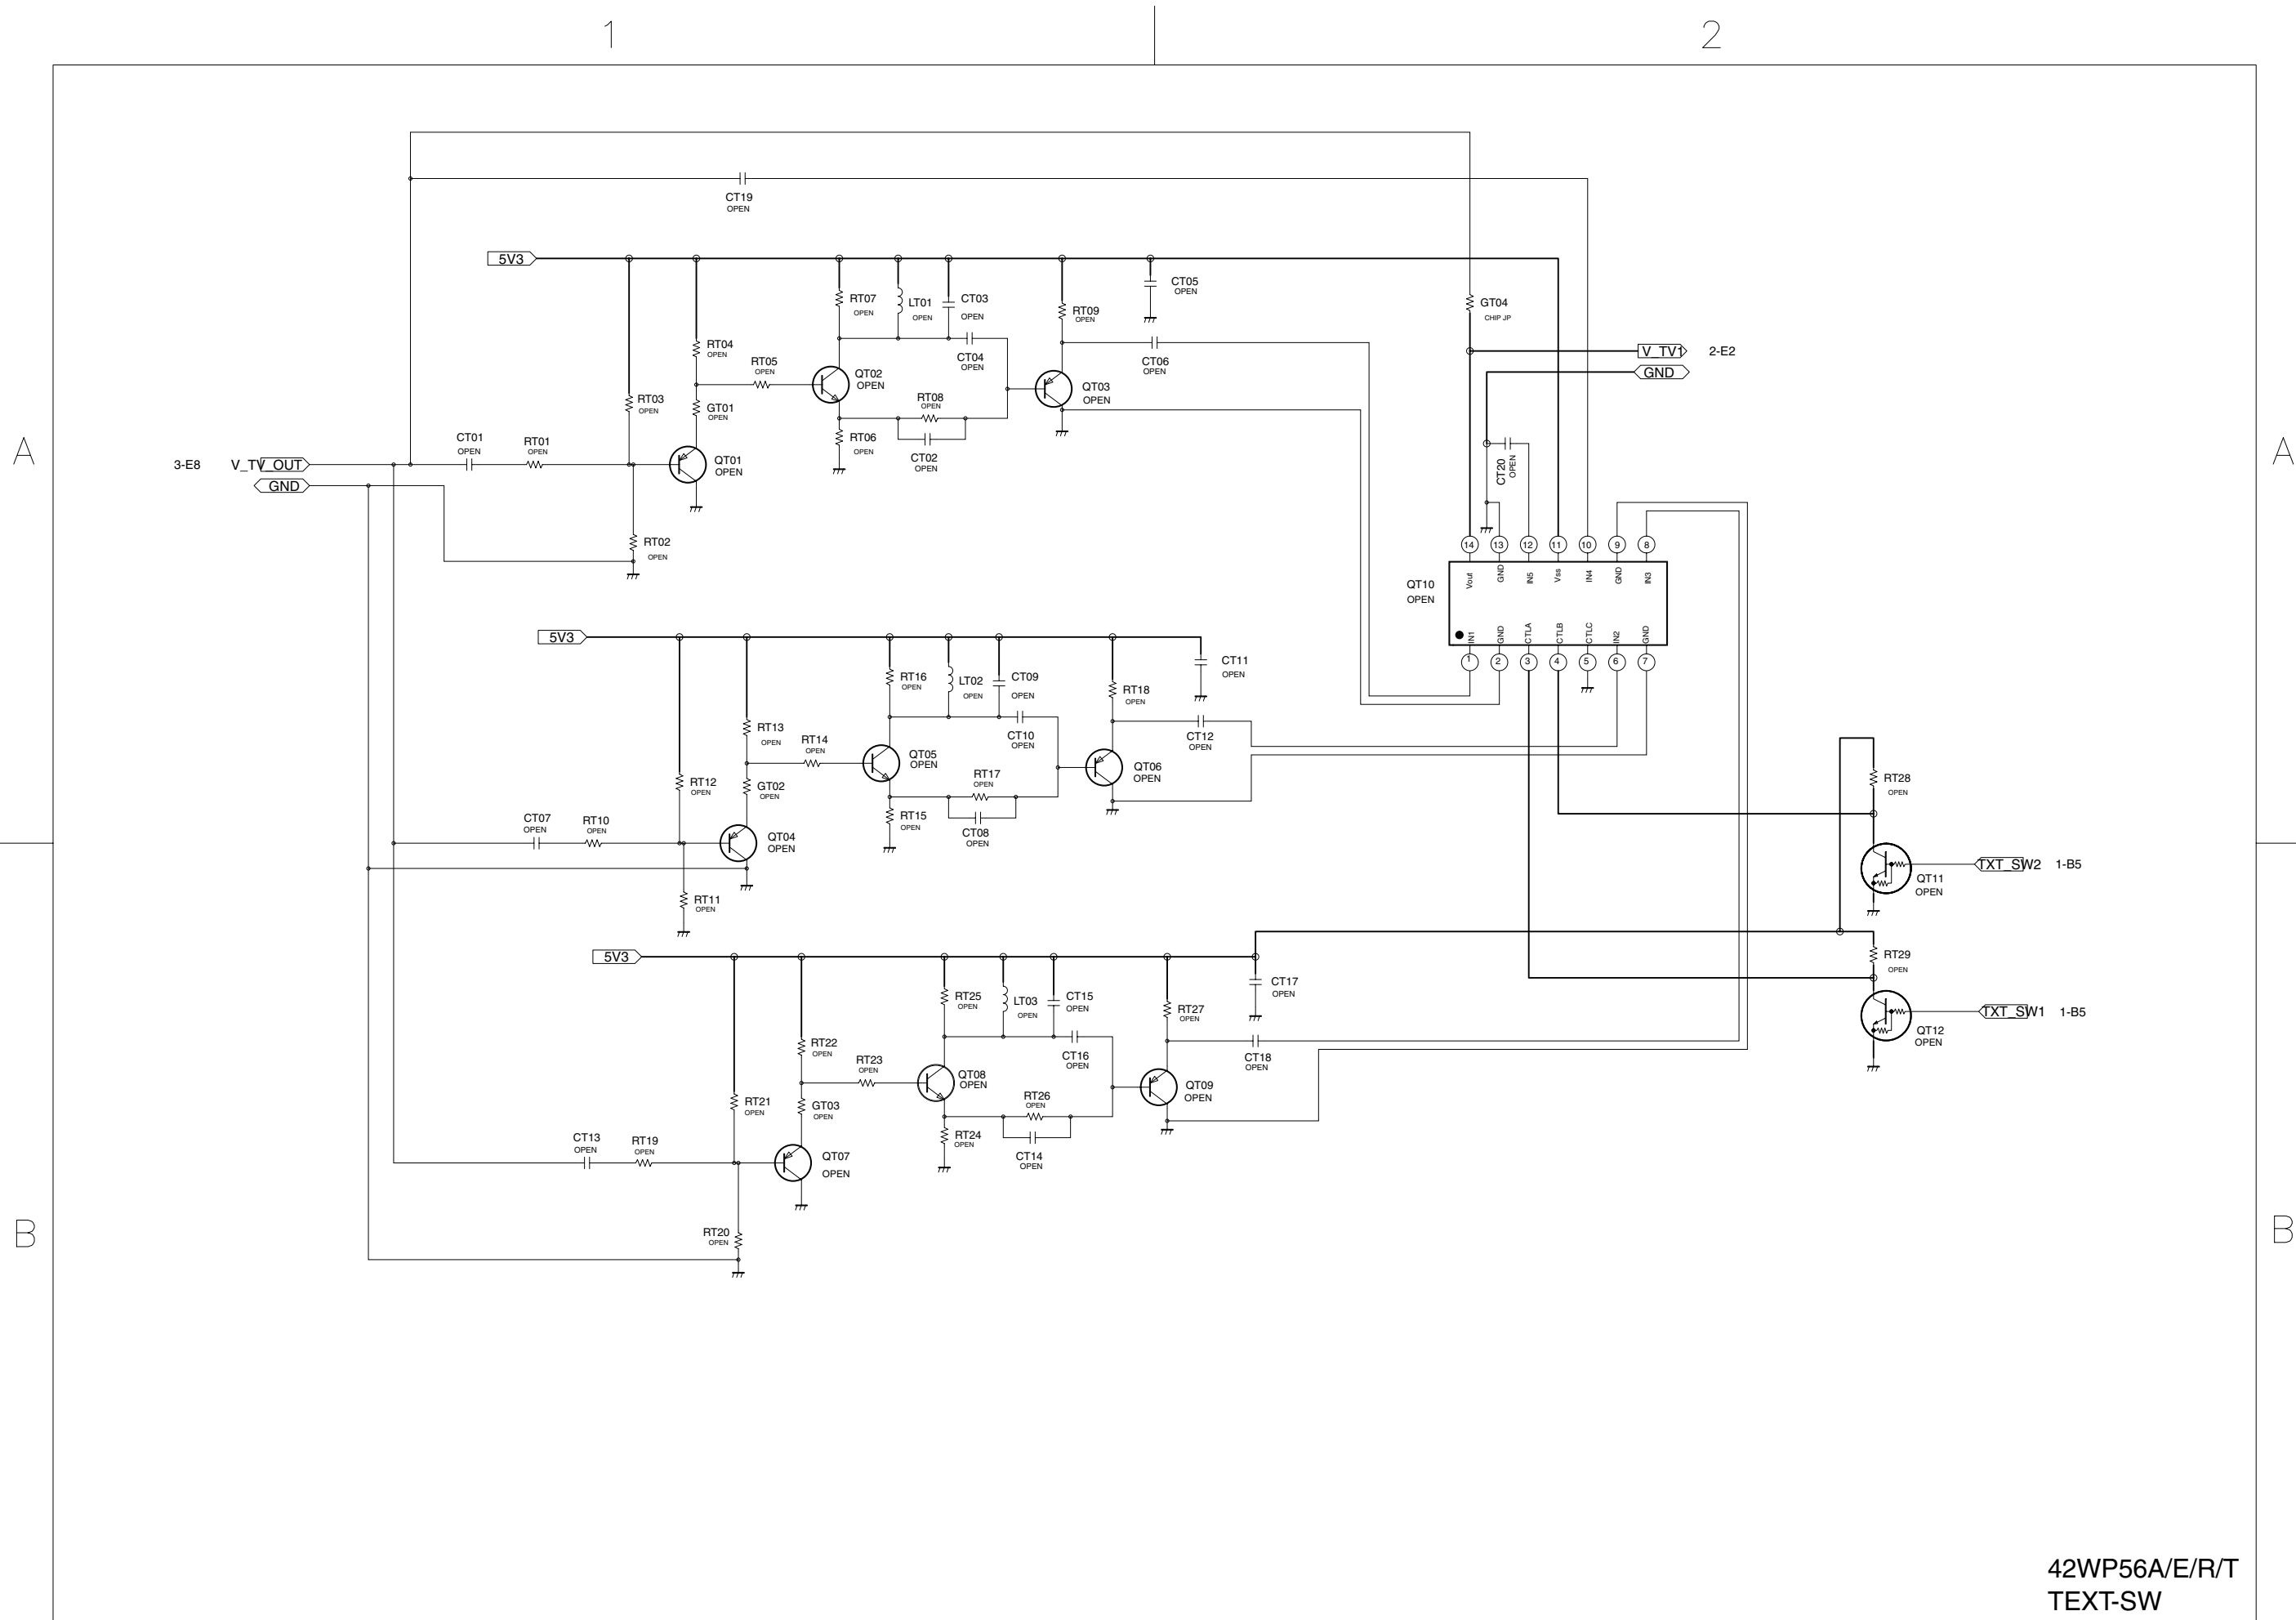 1
2
CT19
OPEN
5V3
RT07
OPEN
LT01
OPEN
CT03
OPEN
RT09
OPEN
CT05
OPEN
GT04
CHIP JP
RT04
OPEN
RT05
OPEN
CT04
OPEN
CT06
OPEN
V_TV1 2-E2
GND
QT02
OPEN
QT03
OPEN
RT03
OPEN
GT01
OPEN
RT08
OPEN
RT06
OPEN
CT02
OPEN
A
A
CT01
OPEN
RT01
OPEN
3-E8 V_TV_OUT
QT01
OPEN
GND
CT20
OPEN
RT02
OPEN
14 13 12 11 10 9 8
Vout GND IN5 Vss IN4 GND IN3
QT10
OPEN
IN1 GND CTLA CTLB CTLC IN2 GND
1 2 3 4 5 6 7
5V3
RT16
OPEN
LT02
OPEN
CT09
OPEN
RT18
OPEN
CT11
OPEN
RT13
OPEN
RT14
OPEN
CT10
OPEN
CT12
OPEN
QT05
OPEN
QT06
OPEN
RT12
OPEN
GT02
OPEN
RT17
OPEN
RT15
OPEN
CT08
OPEN
CT07
OPEN
RT10
OPEN
QT04
OPEN
RT11
OPEN
RT28
OPEN
TXT_SW2 1-B5
QT11
OPEN
5V3
RT29
OPEN
RT25
OPEN
LT03
OPEN
CT15
OPEN
RT27
OPEN
CT17
OPEN
TXT_SW1 1-B5
QT12
OPEN
RT22
OPEN
RT23
OPEN
CT16
OPEN
CT18
OPEN
QT08
OPEN
QT09
OPEN
RT21
OPEN
GT03
OPEN
RT26
OPEN
RT24
OPEN
CT14
OPEN
CT13
OPEN
RT19
OPEN
QT07
OPEN
RT20
OPEN
B
B
42WP56A/E/R/T
TEXT-SW